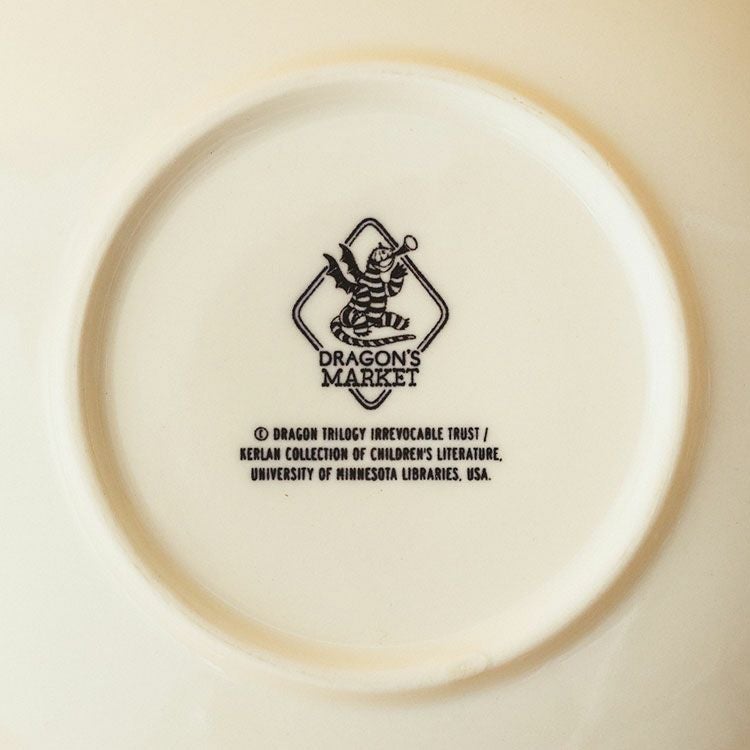 DRAGON'S
MARKET
© DRAGON TRILOGY IRREVOCABLE TRUST /
KERLAN COLLECTION OF CHILDREN'S LITERATURE,
UNIVERSITY OF MINNESOTA LIBRARIES, USA.